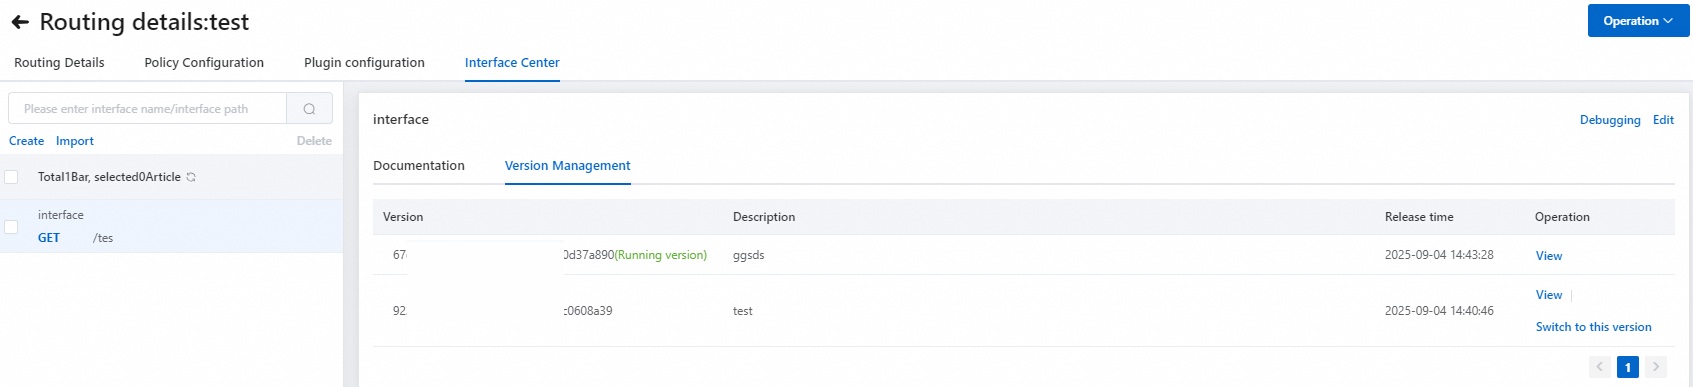 Routing details:test
Operation
Routing Details Policy Configuration Plugin configuration Interface Center
Please enter interface name/interface path
Create Import Delete
Total1Bar, selected0Article
interface
GET /tes
interface
Debugging Edit
Documentation Version Management
Version Description Release time Operation
67 0d37a890(Running version) ggsds 2025-09-04 14:43:28 View
92 c0608a39 test 2025-09-04 14:40:46 View
Switch to this version
1